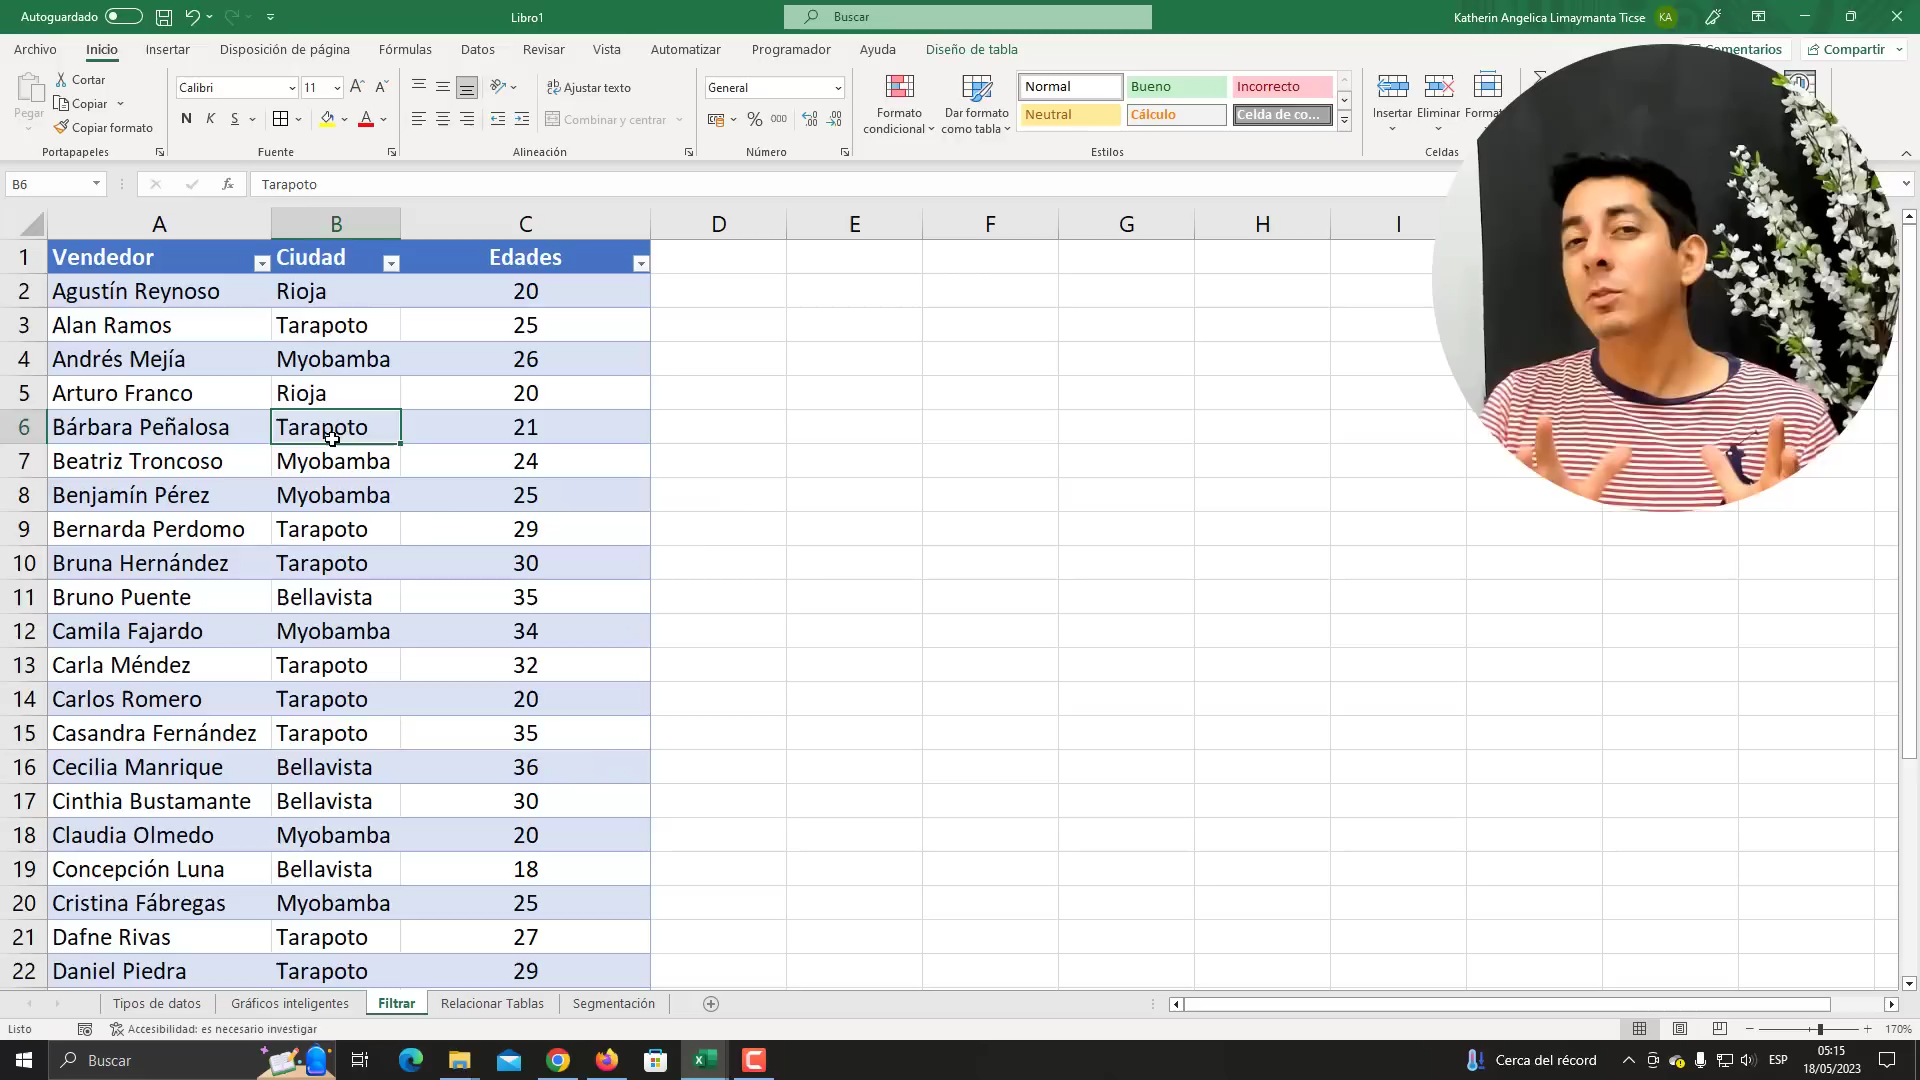 Autoguardado
Libro1
Buscar
Katherin Angelica Limaymanta Ticse
KA
Archivo Inicio Insertar Disposición de página Fórmulas Datos Revisar Vista Automatizar Programador Ayuda Diseño de tabla
Comentarios
Compartir
Pegar
Cortar
Copiar
Copiar formato
Portapapeles
Calibri 11
N K S
Fuente
Ajustar texto
Combinar y centrar
Alineación
General
% 000
Número
Formato condicional
Dar formato como tabla
Normal Bueno Incorrecto
Neutral Cálculo Celda de co...
Estilos
Insertar Eliminar Format
Celdas
B6
fx
Tarapoto
A B C D E F G H I
1 Vendedor Ciudad Edades
2 Agustín Reynoso Rioja 20
3 Alan Ramos Tarapoto 25
4 Andrés Mejía Myobamba 26
5 Arturo Franco Rioja 20
6 Bárbara Peñalosa Tarapoto 21
7 Beatriz Troncoso Myobamba 24
8 Benjamín Pérez Myobamba 25
9 Bernarda Perdomo Tarapoto 29
10 Bruna Hernández Tarapoto 30
11 Bruno Puente Bellavista 35
12 Camila Fajardo Myobamba 34
13 Carla Méndez Tarapoto 32
14 Carlos Romero Tarapoto 20
15 Casandra Fernández Tarapoto 35
16 Cecilia Manrique Bellavista 36
17 Cinthia Bustamante Bellavista 30
18 Claudia Olmedo Myobamba 20
19 Concepción Luna Bellavista 18
20 Cristina Fábregas Myobamba 25
21 Dafne Rivas Tarapoto 27
22 Daniel Piedra Tarapoto 29
Tipos de datos Gráficos inteligentes Filtrar Relacionar Tablas Segmentación
Listo
Accesibilidad: es necesario investigar
170%
Buscar
Cerca del récord
ESP
05:15
18/05/2023